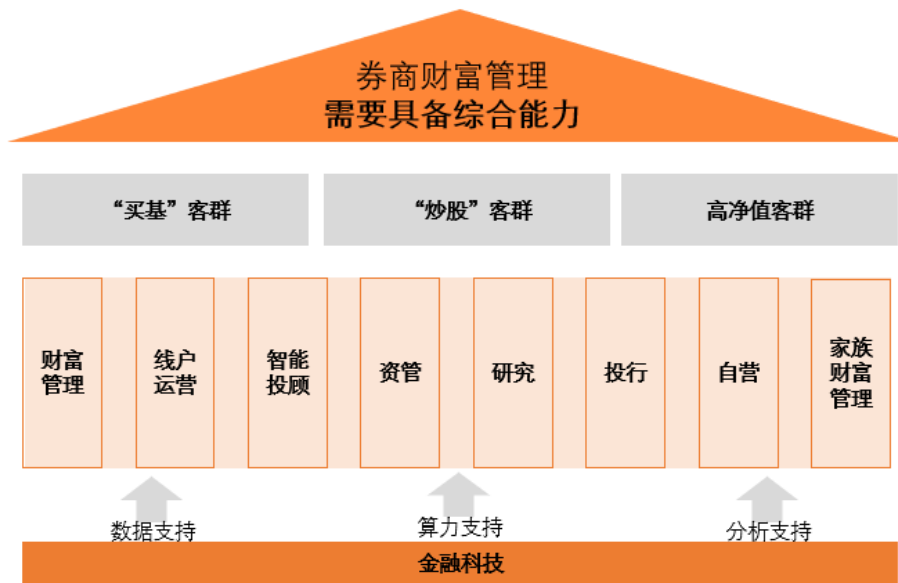 券商财富管理
需要具备综合能力
“买基”客群
“炒股”客群
高净值客群
财富
管理
线户
运营
智能
投顾
资管
研究
投行
自营
家族
财富
管理
数据支持
算力支持
分析支持
金融科技